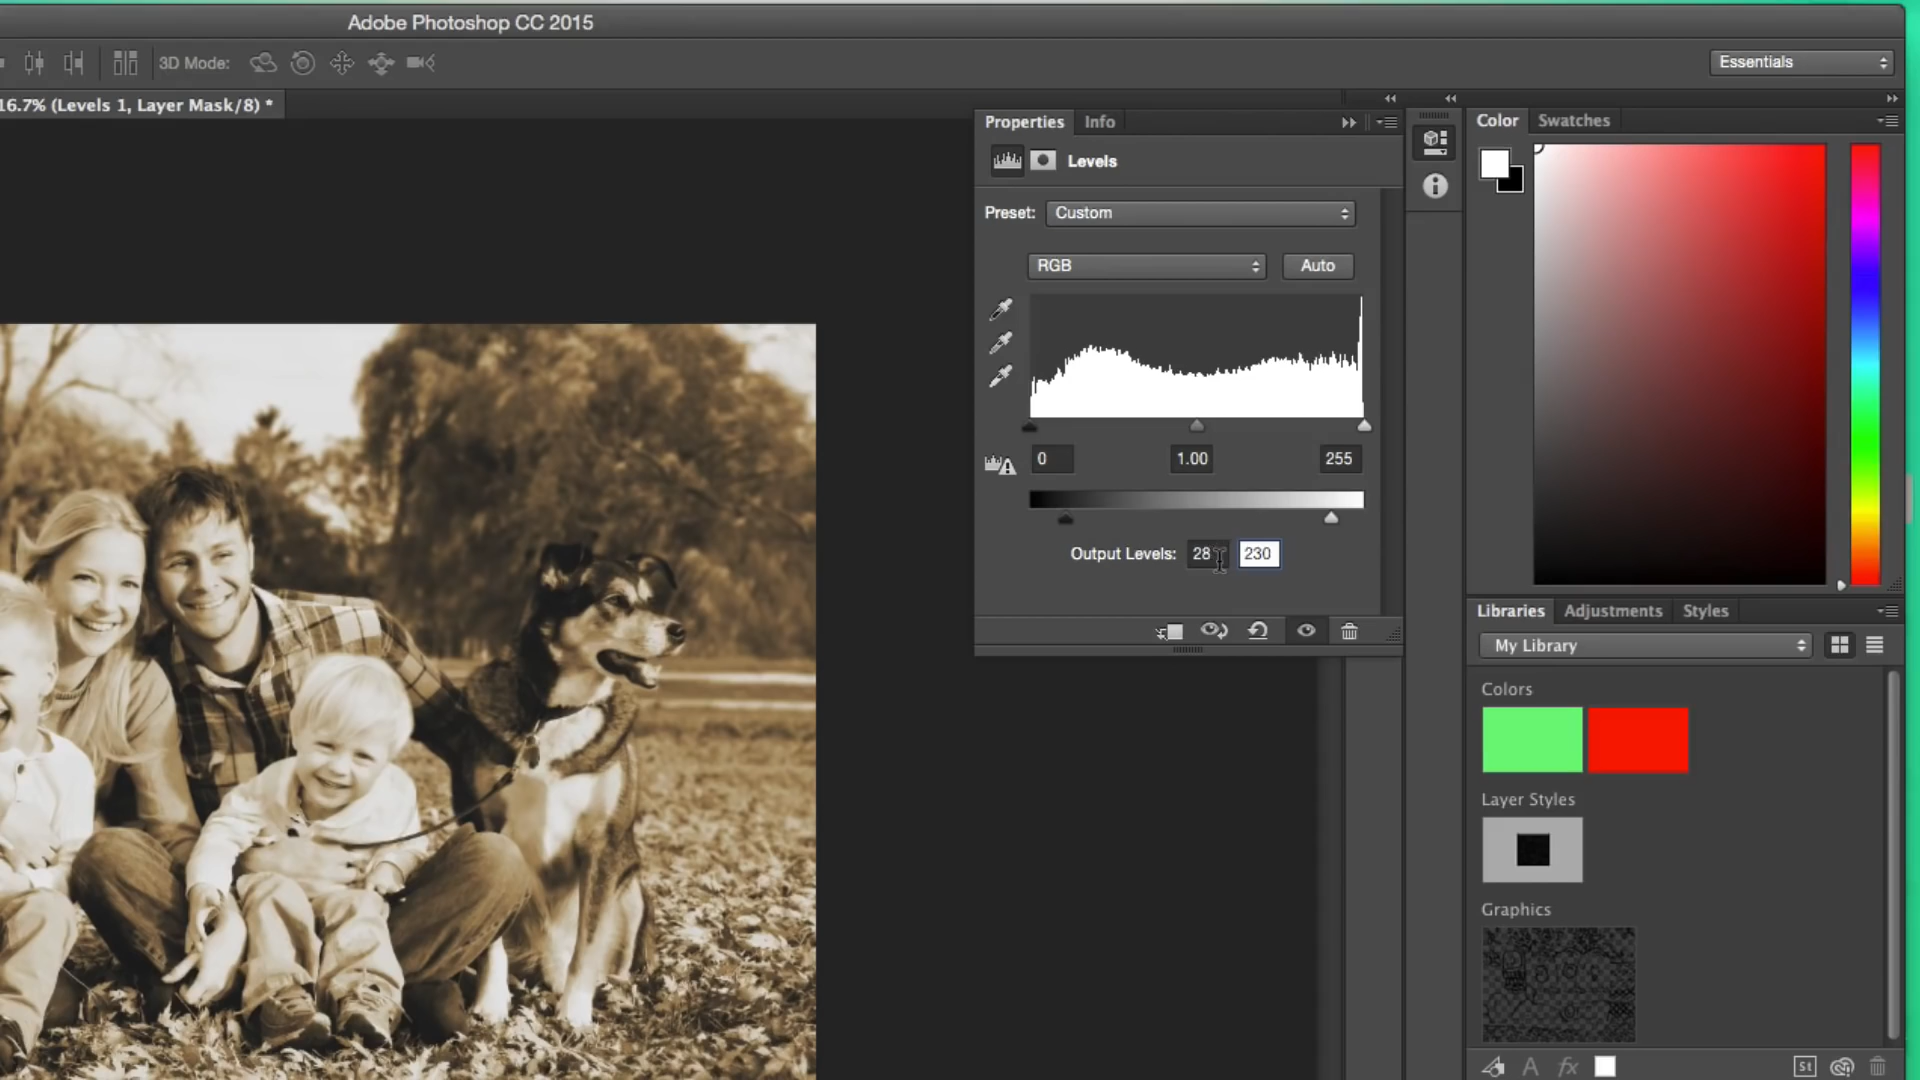 Adobe Photoshop CC 2015
3D Mode:
Essentials
16.7% (Levels 1, Layer Mask/8) *
Properties
Info
Levels
Preset: Custom
RGB
Auto
0
1.00
255
Output Levels: 28 230
Color
Swatches
Libraries
Adjustments
Styles
My Library
Colors
Layer Styles
Graphics
A
fx
St